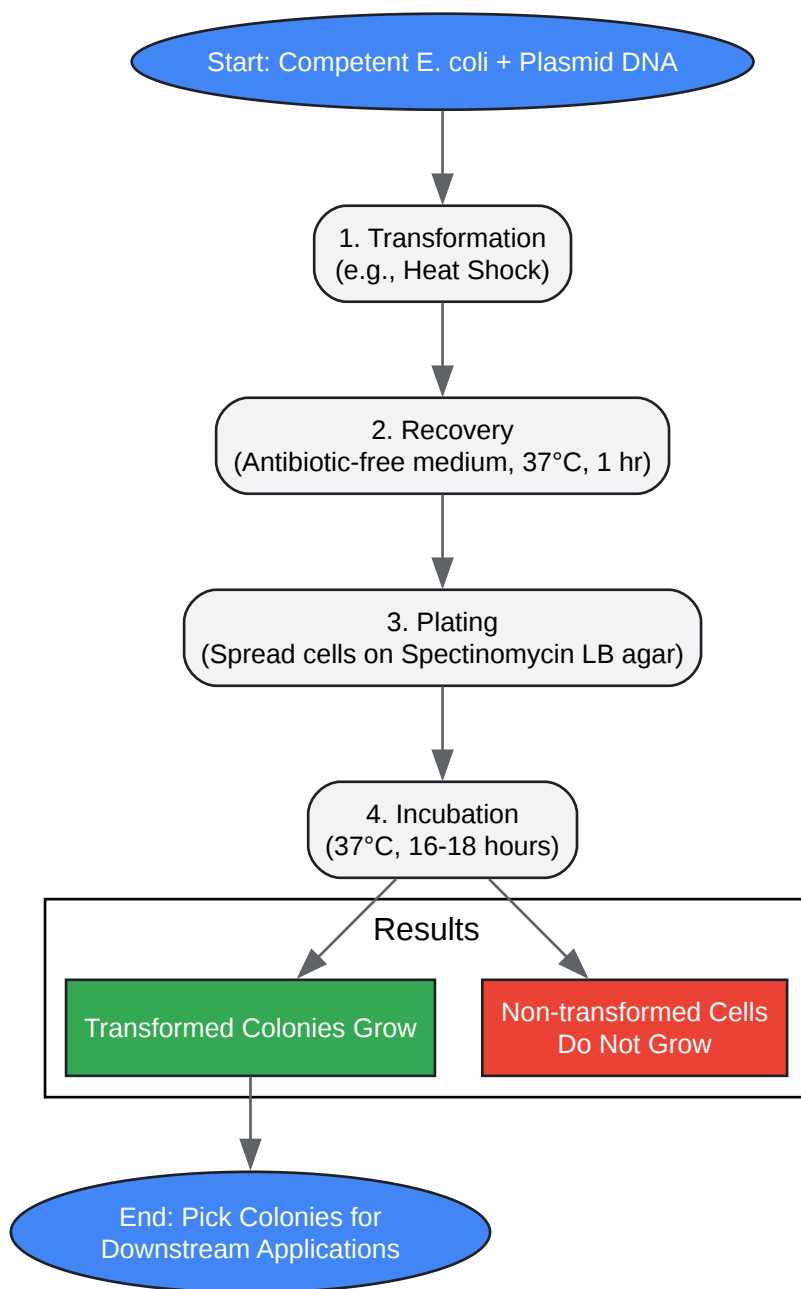 Start: Competent E. coli + Plasmid DNA
1. Transformation
(e.g., Heat Shock)
2. Recovery
(Antibiotic-free medium, 37°C, 1 hr)
3. Plating
(Spread cells on Spectinomycin LB agar)
4. Incubation
(37°C, 16-18 hours)
Results
Transformed Colonies Grow
Non-transformed Cells
Do Not Grow
End: Pick Colonies for
Downstream Applications